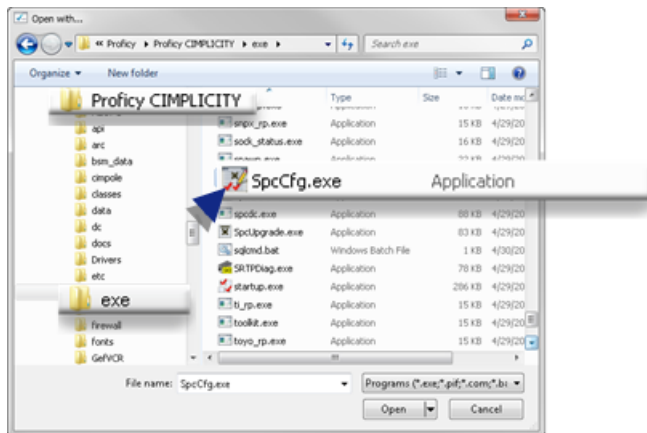 Open with...
« Proficy ▸ Proficy CIMPLICITY ▸ exe ▸
Search exe
Organize ▾ New folder
Proficy CIMPLICITY
Type Size Date mo
api
arc
bsm_data
cimpole
classes
data
dc
docs
Drivers
etc
exe
firewall
fonts
GefVCR
snpx_rp.exe Application 15 KB 4/29/20
sock_status.exe Application 16 KB 4/29/20
SpcCfg.exe Application
spcdc.exe Application 88 KB 4/29/20
SpcUpgrade.exe Application 83 KB 4/29/20
sqlcmd.bat Windows Batch File 1 KB 4/30/20
SRTPDiag.exe Application 78 KB 4/29/20
startup.exe Application 286 KB 4/29/20
ti_rp.exe Application 15 KB 4/29/20
toolkit.exe Application 15 KB 4/29/20
toyo_rp.exe Application 15 KB 4/29/20
File name: SpcCfg.exe
Programs (*.exe;*.pif;*.com;*.b
Open Cancel